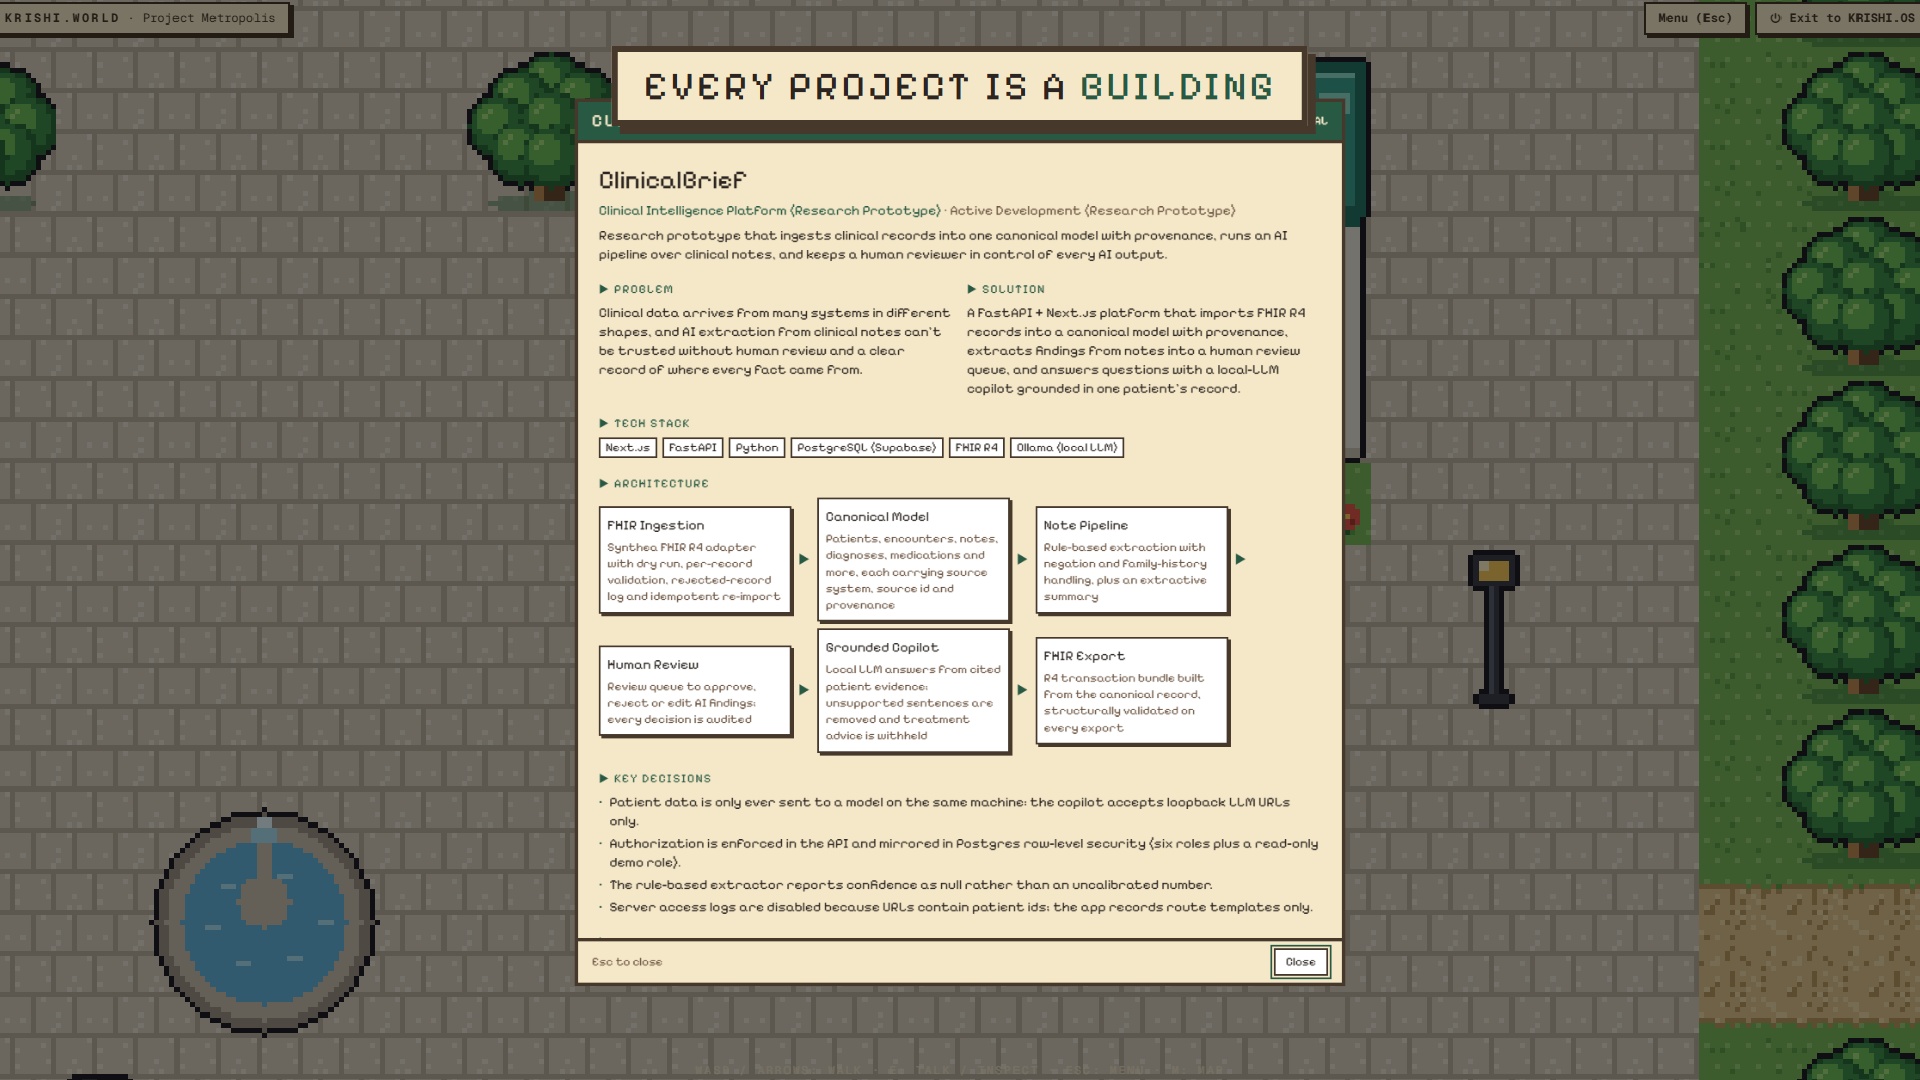 KRISHI.WORLD · Project Metropolis
Menu (Esc)
Exit to KRISHI.OS
EVERY PROJECT IS A BUILDING
ClinicalBrief
Clinical Intelligence Platform (Research Prototype) · Active Development (Research Prototype)
Research prototype that ingests clinical records into one canonical model with provenance, runs an AI
pipeline over clinical notes, and keeps a human reviewer in control of every AI output.
▶ PROBLEM
Clinical data arrives from many systems in different
shapes, and AI extraction from clinical notes can't
be trusted without human review and a clear
record of where every fact came from.
▶ SOLUTION
A FastAPI + Next.js platform that imports FHIR R4
records into a canonical model with provenance,
extracts findings from notes into a human review
queue, and answers questions with a local-LLM
copilot grounded in one patient's record.
▶ TECH STACK
Next.js FastAPI Python PostgreSQL (Supabase) FHIR R4 Ollama (local LLM)
▶ ARCHITECTURE
FHIR Ingestion
Synthea FHIR R4 adapter
with dry run, per-record
validation, rejected-record
log and idempotent re-import
Canonical Model
Patients, encounters, notes,
diagnoses, medications and
more, each carrying source
system, source id and
provenance
Note Pipeline
Rule-based extraction with
negation and family-history
handling, plus an extractive
summary
Human Review
Review queue to approve,
reject or edit AI findings;
every decision is audited
Grounded Copilot
Local LLM answers from cited
patient evidence;
unsupported sentences are
removed and treatment
advice is withheld
FHIR Export
R4 transaction bundle built
from the canonical record,
structurally validated on
every export
▶ KEY DECISIONS
· Patient data is only ever sent to a model on the same machine: the copilot accepts loopback LLM URLs
only.
· Authorization is enforced in the API and mirrored in Postgres row-level security (six roles plus a read-only
demo role).
· The rule-based extractor reports confidence as null rather than an uncalibrated number.
· Server access logs are disabled because URLs contain patient ids; the app records route templates only.
Esc to close
Close